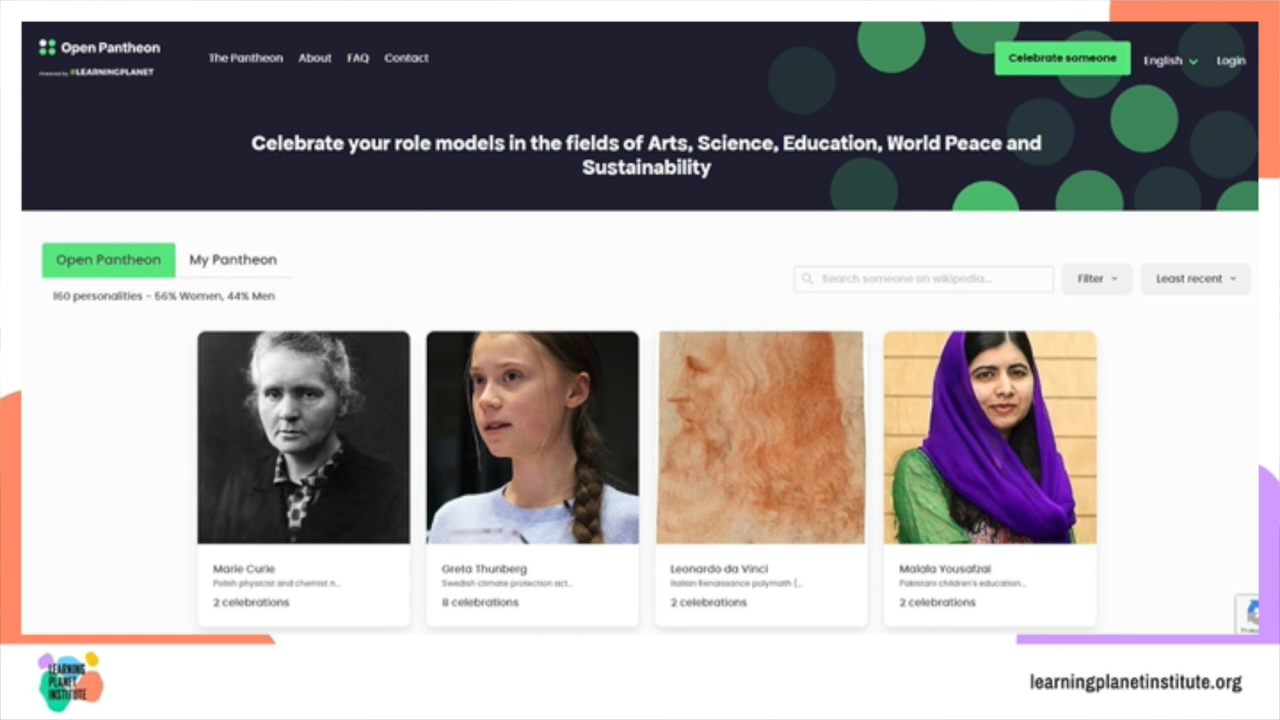 Open Pantheon
Powered by #LEARNINGPLANET
The Pantheon About FAQ Contact
Celebrate someone
English
Login
Celebrate your role models in the fields of Arts, Science, Education, World Peace and
Sustainability
Open Pantheon
My Pantheon
160 personalities - 56% Women, 44% Men
Search someone on wikipedia...
Filter
Least recent
Marie Curie
Polish physicist and chemist n...
2 celebrations
Greta Thunberg
Swedish climate protection act...
8 celebrations
Leonardo da Vinci
Italian Renaissance polymath (...
2 celebrations
Malala Yousafzai
Pakistani children's education...
2 celebrations
LEARNING
PLANET
INSTITUTE
learningplanetinstitute.org